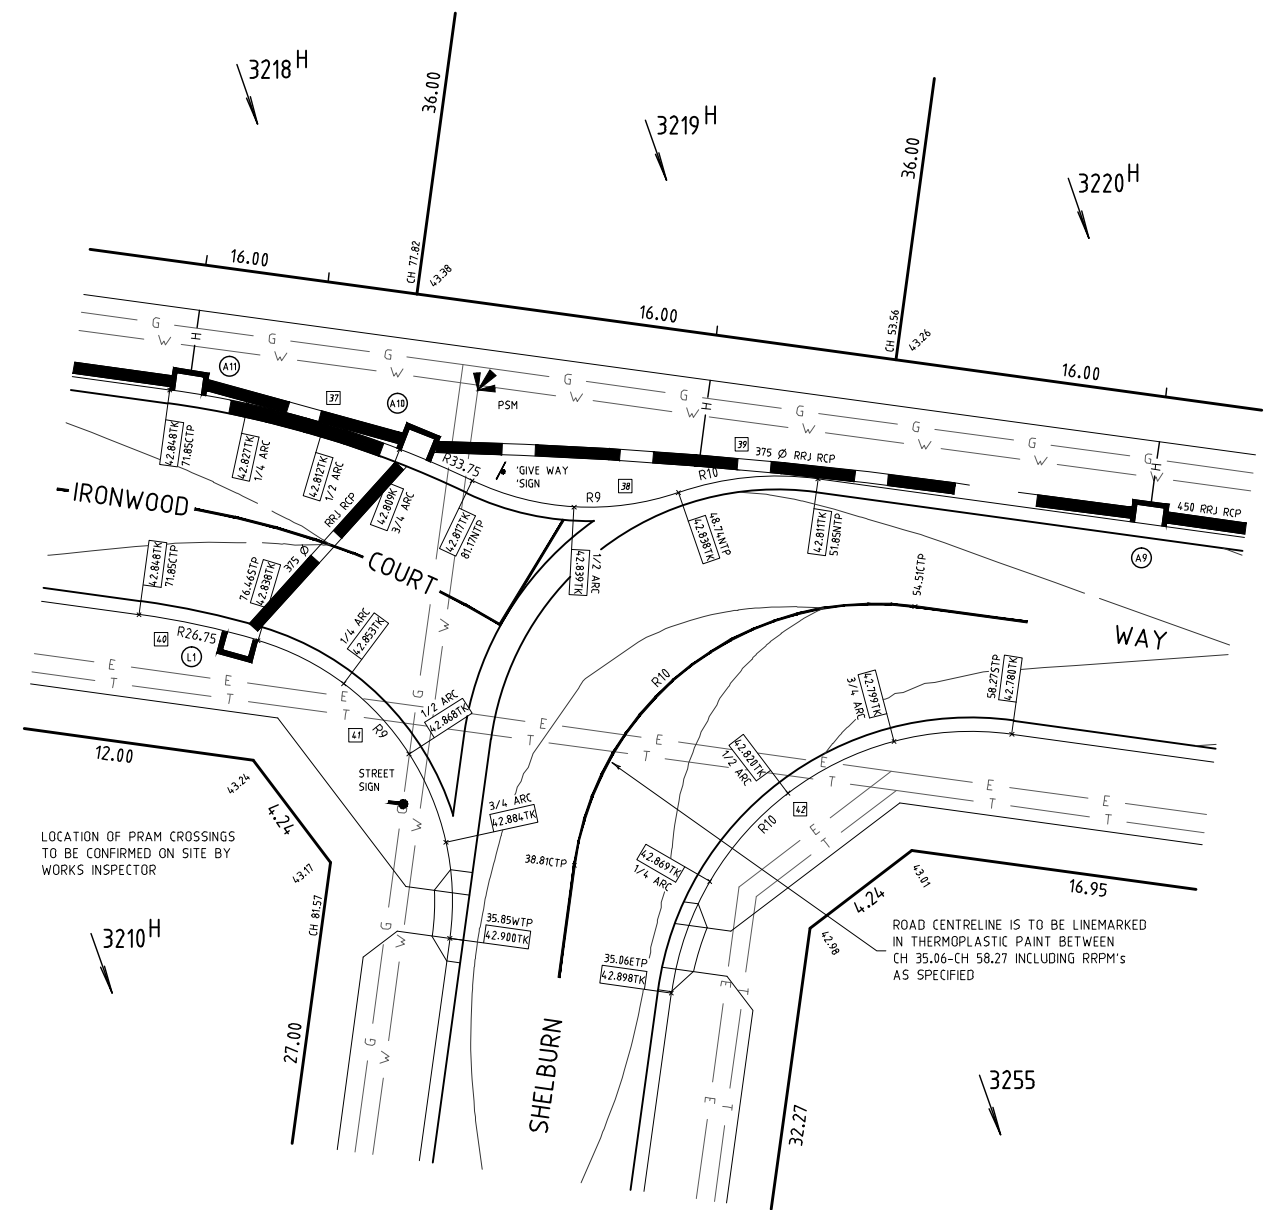 3218 H
36.00
3219 H
36.00
3220 H
16.00
CH 77.82
43.38
16.00
CH 53.56
43.26
16.00
G
W
H
G
W
G
W
G
W
H
G
W
G
W
G
W
H
A11
37
A10
PSM
R33.75
'GIVE WAY
'SIGN
38
R9
R10
39
375 Ø RRJ RCP
450 RRJ RCP
A9
42.848TK
71.85CTP
42.827TK
1/4 ARC
42.812TK
1/2 ARC
RRJ RCP
42.809K
3/4 ARC
42.817TK
81.17NTP
42.839TK
1/2 ARC
48.74NTP
42.838TK
42.811TK
51.85NTP
54.51CTP
IRONWOOD
COURT
WAY
42.848TK
71.85CTP
76.46STP
42.838TK
375 Ø
40
R26.75
L1
1/4 ARC
42.853TK
W
G
1/2 ARC
42.868TK
R10
42.799TK
3/4 ARC
58.27STP
42.780TK
E
T
E
T
E
T
E
T
E
T
E
T
E
T
E
T
41
R9
42.820TK
1/2 ARC
42
R10
E
T
STREET
SIGN
G
W
3/4 ARC
42.884TK
38.81CTP
42.869TK
1/4 ARC
12.00
43.24
4.24
43.17
CH 81.57
LOCATION OF PRAM CROSSINGS
TO BE CONFIRMED ON SITE BY
WORKS INSPECTOR
3210 H
27.00
G
W
G
W
35.85WTP
42.900TK
35.06ETP
42.898TK
43.01
4.24
16.95
42.98
ROAD CENTRELINE IS TO BE LINEMARKED
IN THERMOPLASTIC PAINT BETWEEN
CH 35.06-CH 58.27 INCLUDING RRPM's
AS SPECIFIED
T
E
T
E
SHELBURN
32.27
3255